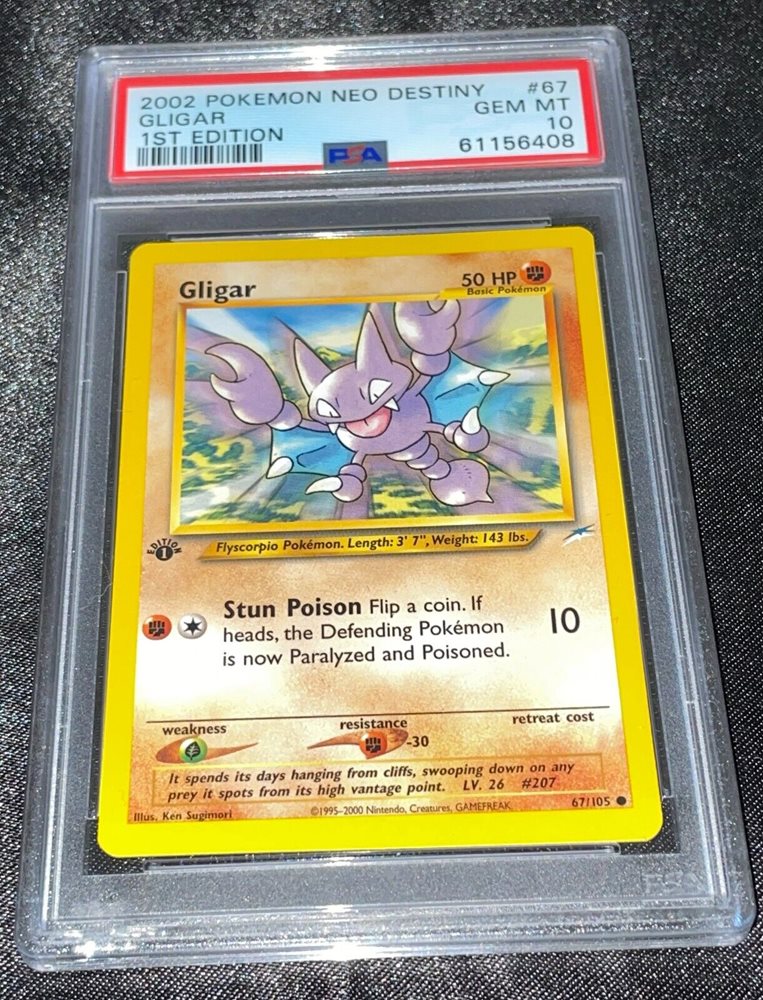 2002 POKEMON NEO DESTINY #67
GLIGAR GEM MT
1ST EDITION 10
PSA 61156408
Gligar 50 HP
Basic Pokémon
EDITION
1
Flyscorpio Pokémon. Length: 3' 7", Weight: 143 lbs.
Stun Poison Flip a coin. If
heads, the Defending Pokémon 10
is now Paralyzed and Poisoned.
weakness resistance retreat cost
-30
It spends its days hanging from cliffs, swooping down on any
prey it spots from its high vantage point. LV. 26 #207
Illus. Ken Sugimori ©1995-2000 Nintendo, Creatures, GAMEFREAK 67/105
PSA